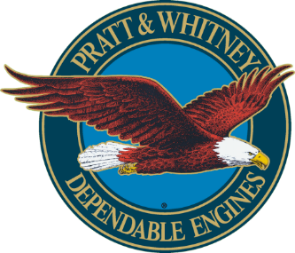 PRATT & WHITNEY
DEPENDABLE ENGINES
®